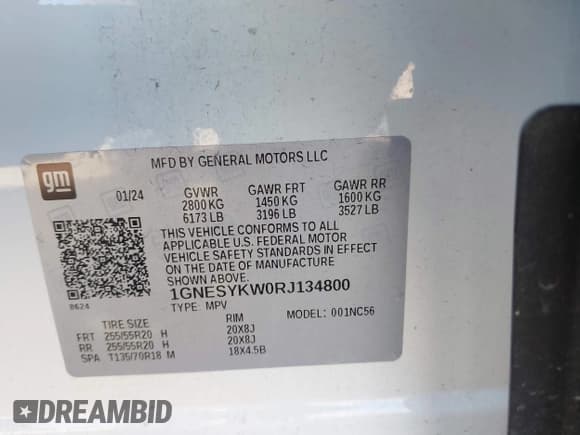 MFD BY GENERAL MOTORS LLC
gm
01/24 GVWR GAWR FRT GAWR RR
2800 KG 1450 KG 1600 KG
6173 LB 3196 LB 3527 LB
THIS VEHICLE CONFORMS TO ALL
APPLICABLE U.S. FEDERAL MOTOR
VEHICLE SAFETY STANDARDS IN EFFECT
ON THE DATE OF MANUFACTURE
SHOWN ABOVE.
8624
1GNESYKW0RJ134800
TYPE: MPV MODEL: 001NC56
TIRE SIZE RIM
FRT 255/55R20 H 20X8J
RR 255/55R20 H 20X8J
SPA T135/70R18 M 18X4.5B
DREAMBID